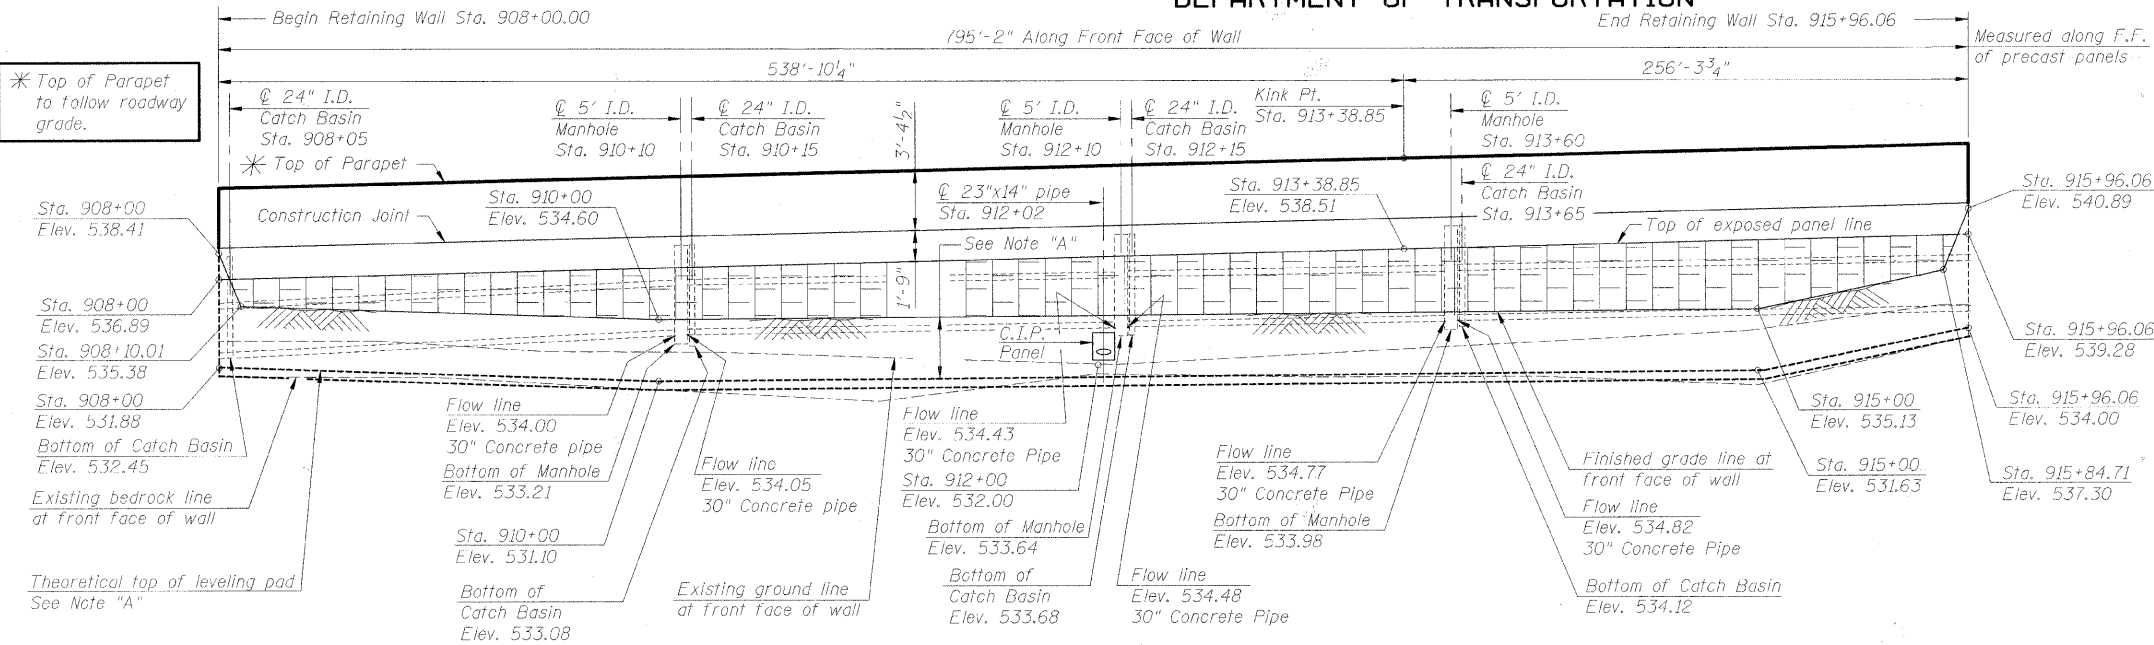 DEPARTMENT OF TRANSPORTATION
Begin Retaining Wall Sta. 908+00.00
End Retaining Wall Sta. 915+96.06
795'-2" Along Front Face of Wall
Measured along F.F.
of precast panels
538'-10¼"
256'-3¾"
* Top of Parapet
to follow roadway
grade.
℄ 24" I.D.
Catch Basin
Sta. 908+05
℄ 5' I.D.
Manhole
Sta. 910+10
℄ 24" I.D.
Catch Basin
Sta. 910+15
3'-4½"
℄ 5' I.D.
Manhole
Sta. 912+10
℄ 24" I.D.
Catch Basin
Sta. 912+15
Kink Pt.
Sta. 913+38.85
℄ 5' I.D.
Manhole
Sta. 913+60
* Top of Parapet
℄ 24" I.D.
Catch Basin
Sta. 913+65
Sta. 908+00
Elev. 538.41
Construction Joint
Sta. 910+00
Elev. 534.60
℄ 23"x14" pipe
Sta. 912+02
Sta. 913+38.85
Elev. 538.51
Sta. 915+96.06
Elev. 540.89
See Note "A"
Top of exposed panel line
1'-9"
Sta. 908+00
Elev. 536.89
Sta. 908+10.01
Elev. 535.38
Sta. 908+00
Elev. 531.88
Bottom of Catch Basin
Elev. 532.45
Existing bedrock line
at front face of wall
Theoretical top of leveling pad
See Note "A"
C.I.P.
Panel
Flow line
Elev. 534.00
30" Concrete pipe
Bottom of Manhole
Elev. 533.21
Sta. 910+00
Elev. 531.10
Bottom of
Catch Basin
Elev. 533.08
Flow line
Elev. 534.05
30" Concrete pipe
Existing ground line
at front face of wall
Flow line
Elev. 534.43
30" Concrete Pipe
Sta. 912+00
Elev. 532.00
Bottom of Manhole
Elev. 533.64
Bottom of
Catch Basin
Elev. 533.68
Flow line
Elev. 534.48
30" Concrete Pipe
Flow line
Elev. 534.77
30" Concrete Pipe
Bottom of Manhole
Elev. 533.98
Finished grade line at
front face of wall
Flow line
Elev. 534.82
30" Concrete Pipe
Bottom of Catch Basin
Elev. 534.12
Sta. 915+00
Elev. 535.13
Sta. 915+00
Elev. 531.63
Sta. 915+96.06
Elev. 539.28
Sta. 915+96.06
Elev. 534.00
Sta. 915+84.71
Elev. 537.30